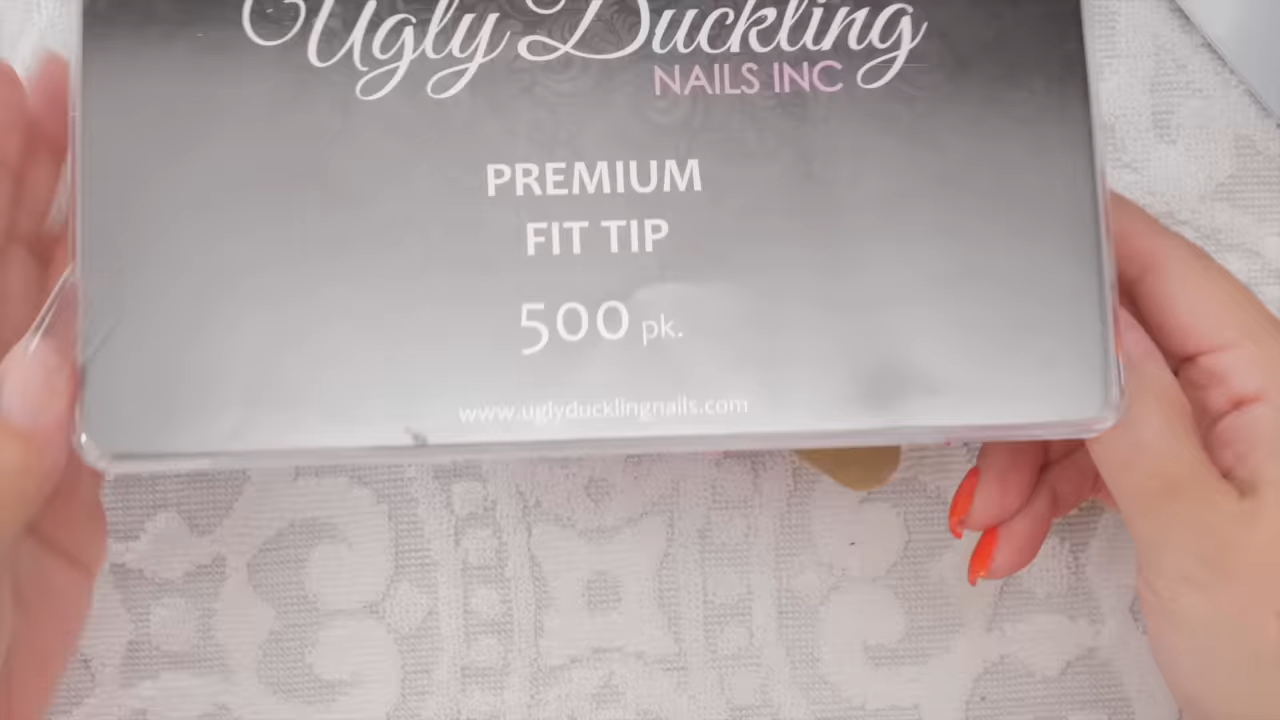 Ugly Duckling
NAILS INC
PREMIUM
FIT TIP
500 pk.
www.uglyducklingnails.com